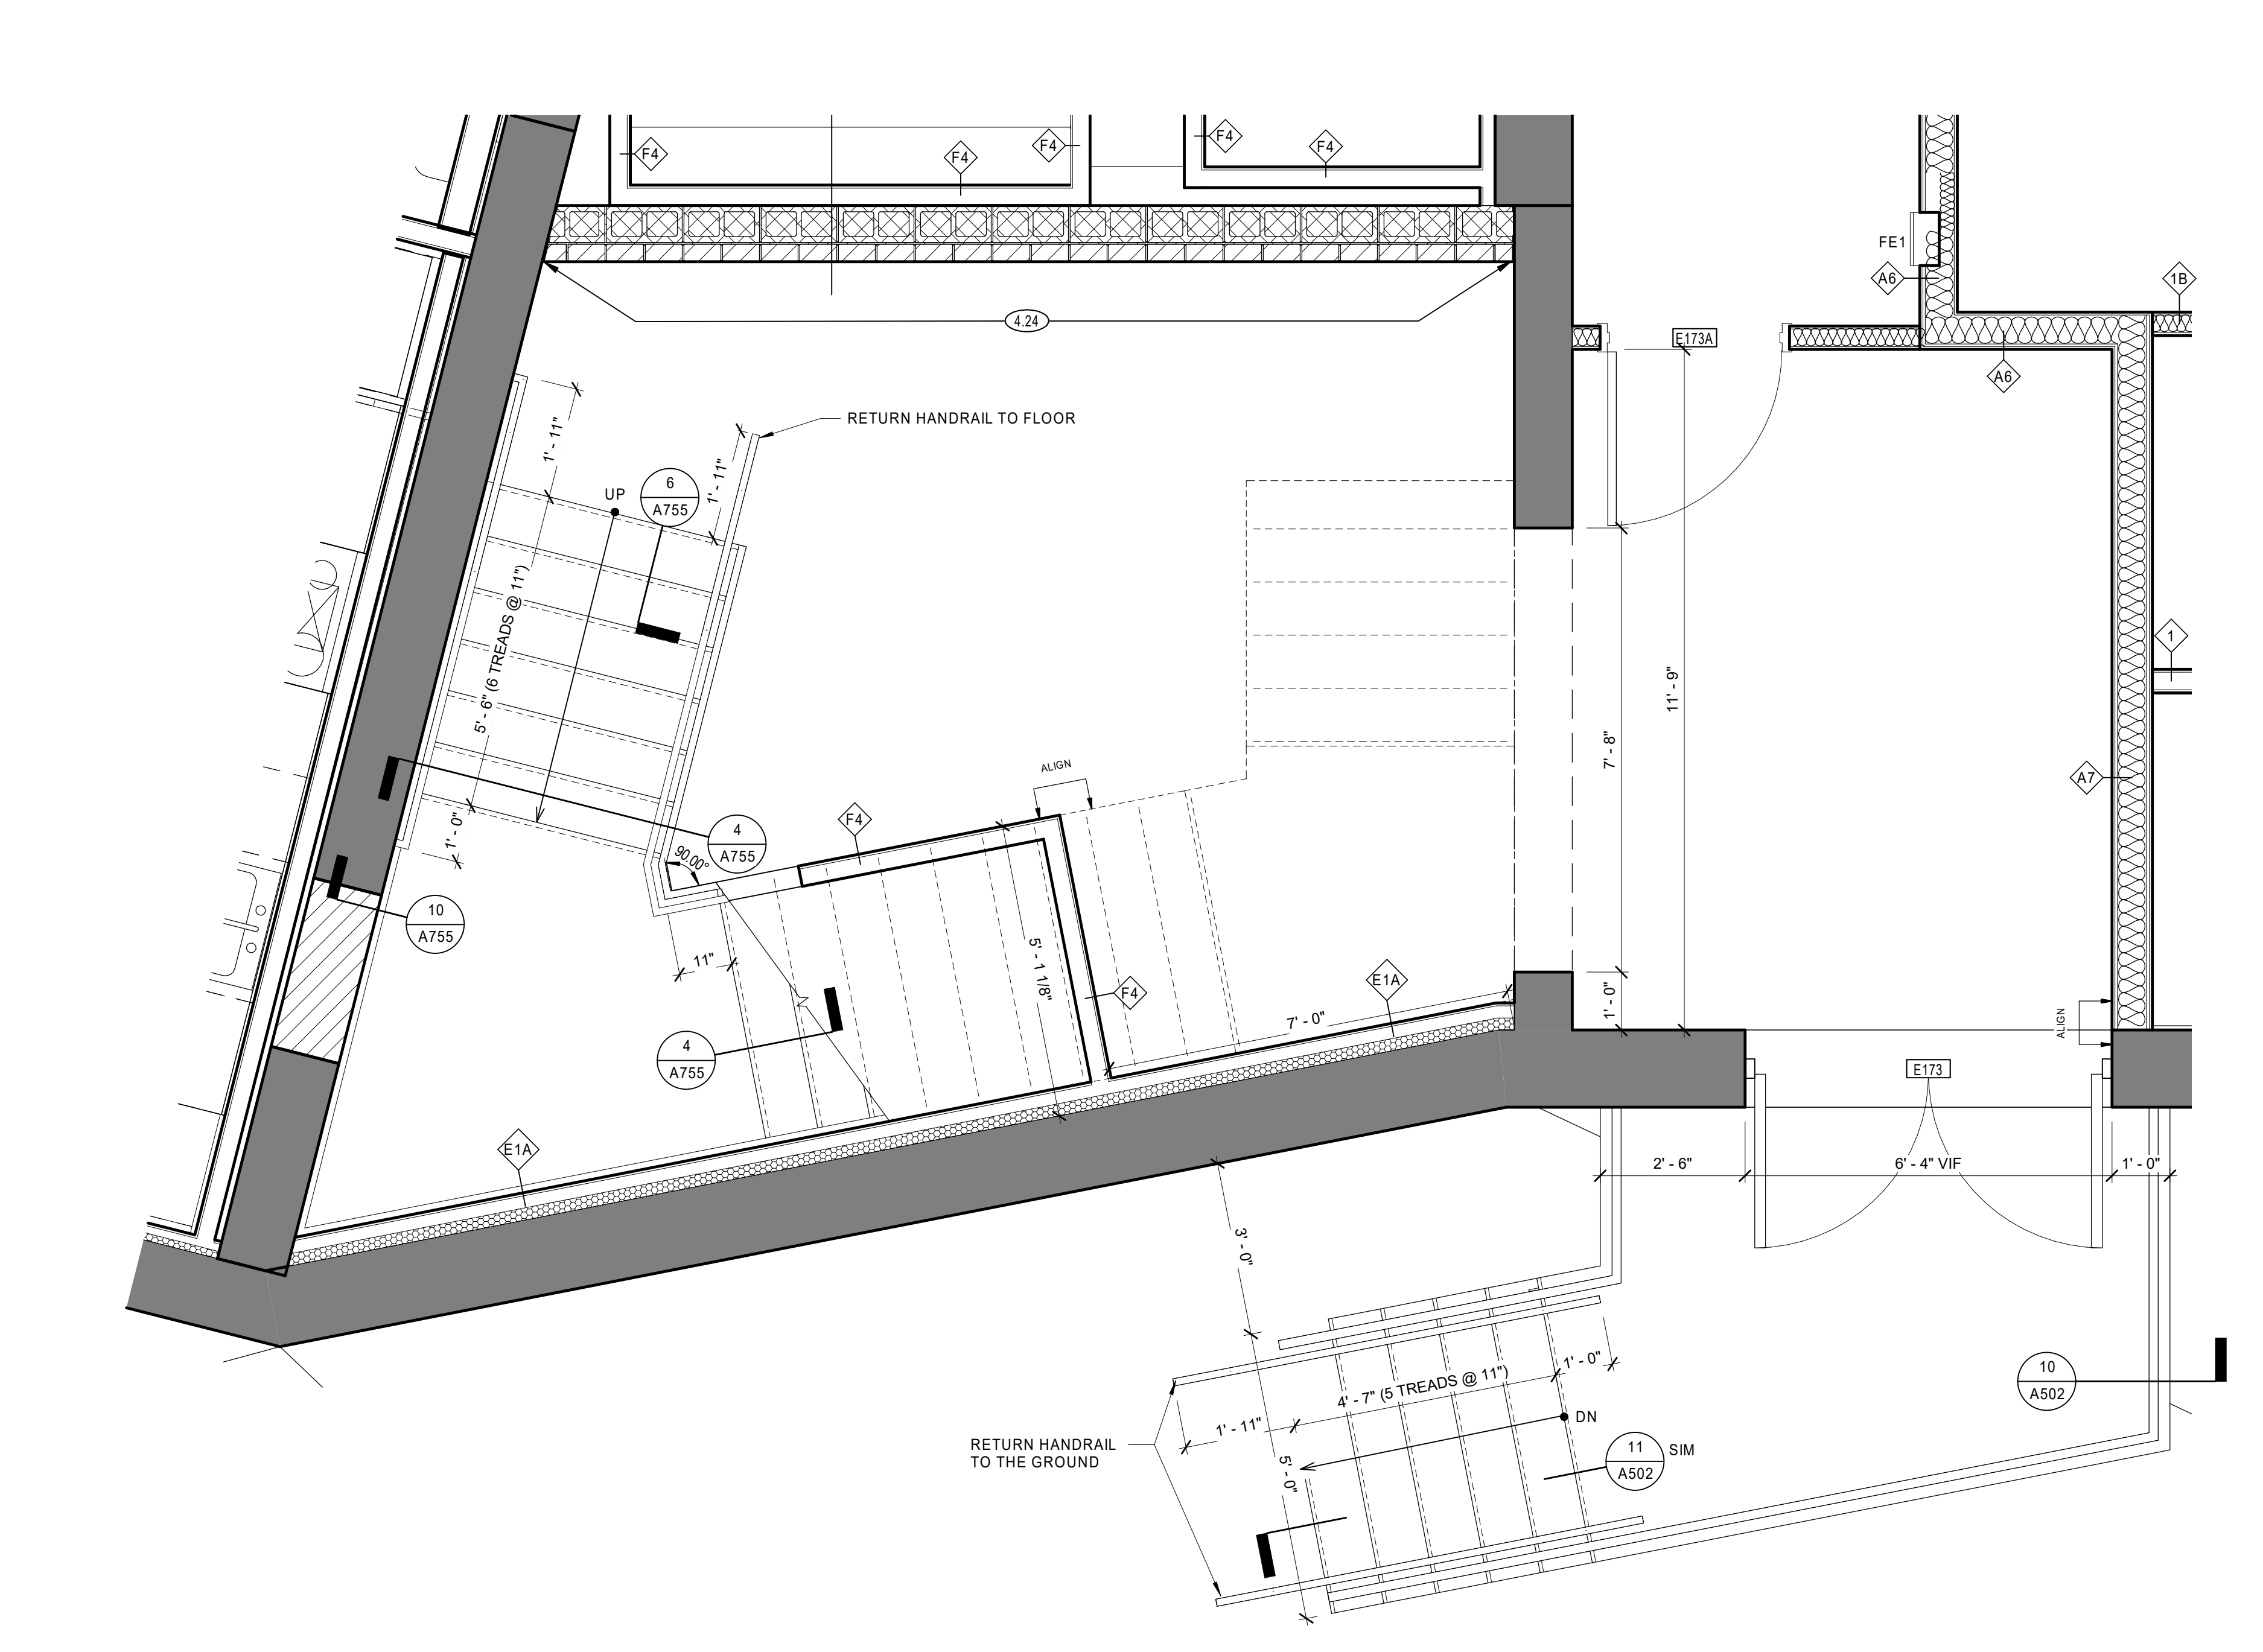 F4
F4
F4
F4
F4
FE1
A6
1B
4.24
E173A
A6
RETURN HANDRAIL TO FLOOR
1' - 11"
1' - 11"
UP
6
A755
5' - 6" (6 TREADS @ 11")
1
11' - 9"
7' - 8"
ALIGN
A7
F4
4
A755
1' - 0"
90.00°
10
A755
11"
5' - 1 1/8"
F4
E1A
7' - 0"
1' - 0"
ALIGN
4
A755
E173
E1A
2' - 6"
6' - 4" VIF
1' - 0"
3' - 0"
1' - 0"
4' - 7" (5 TREADS @ 11")
10
A502
1' - 11"
DN
RETURN HANDRAIL
TO THE GROUND
11
A502
SIM
5' - 0"